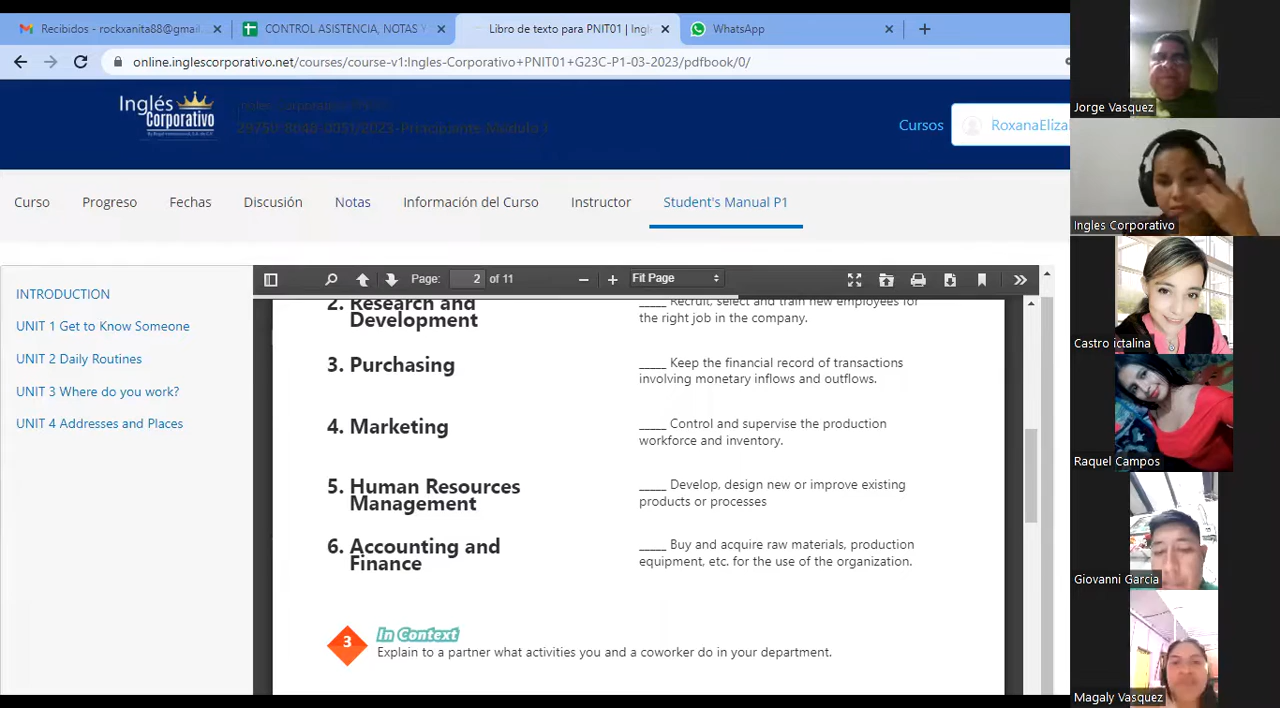 Recibidos - rockxanita88@gmail...
CONTROL ASISTENCIA, NOTAS Y
Libro de texto para PNIT01 | Ingl
WhatsApp
online.inglescorporativo.net/courses/course-v1:Ingles-Corporativo+PNIT01+G23C-P1-03-2023/pdfbook/0/
Inglés
Corporativo
Cursos
RoxanaEliza
Curso
Progreso
Fechas
Discusión
Notas
Información del Curso
Instructor
Student's Manual P1
INTRODUCTION
UNIT 1 Get to Know Someone
UNIT 2 Daily Routines
UNIT 3 Where do you work?
UNIT 4 Addresses and Places
Page: 2 of 11
Fit Page
2. Research and
Development
_____ Recruit, select and train new employees for
the right job in the company.
3. Purchasing
_____ Keep the financial record of transactions
involving monetary inflows and outflows.
4. Marketing
_____ Control and supervise the production
workforce and inventory.
5. Human Resources
Management
_____ Develop, design new or improve existing
products or processes
6. Accounting and
Finance
_____ Buy and acquire raw materials, production
equipment, etc. for the use of the organization.
3
In Context
Explain to a partner what activities you and a coworker do in your department.
Jorge Vasquez
Ingles Corporativo
Castro ictalina
Raquel Campos
Giovanni García
Magaly Vasquez